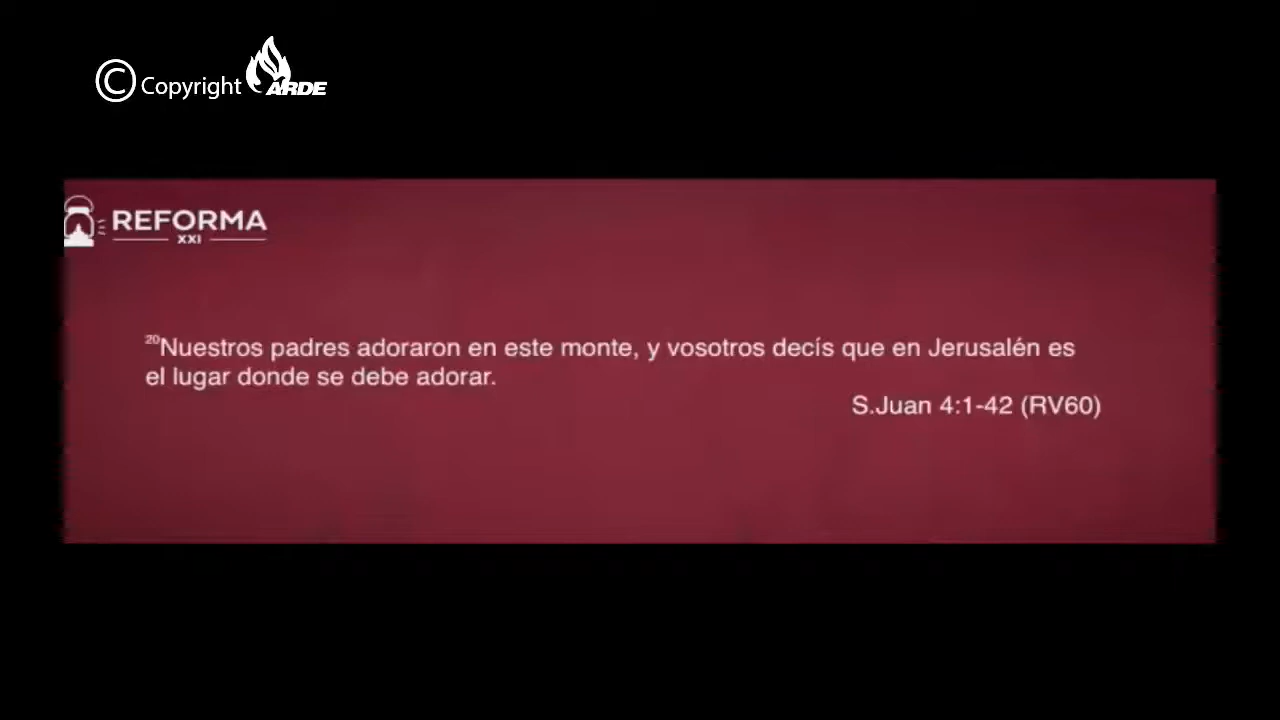 © Copyright ARDE
REFORMA
XXI
²⁰Nuestros padres adoraron en este monte, y vosotros decís que en Jerusalén es
el lugar donde se debe adorar.
S.Juan 4:1-42 (RV60)